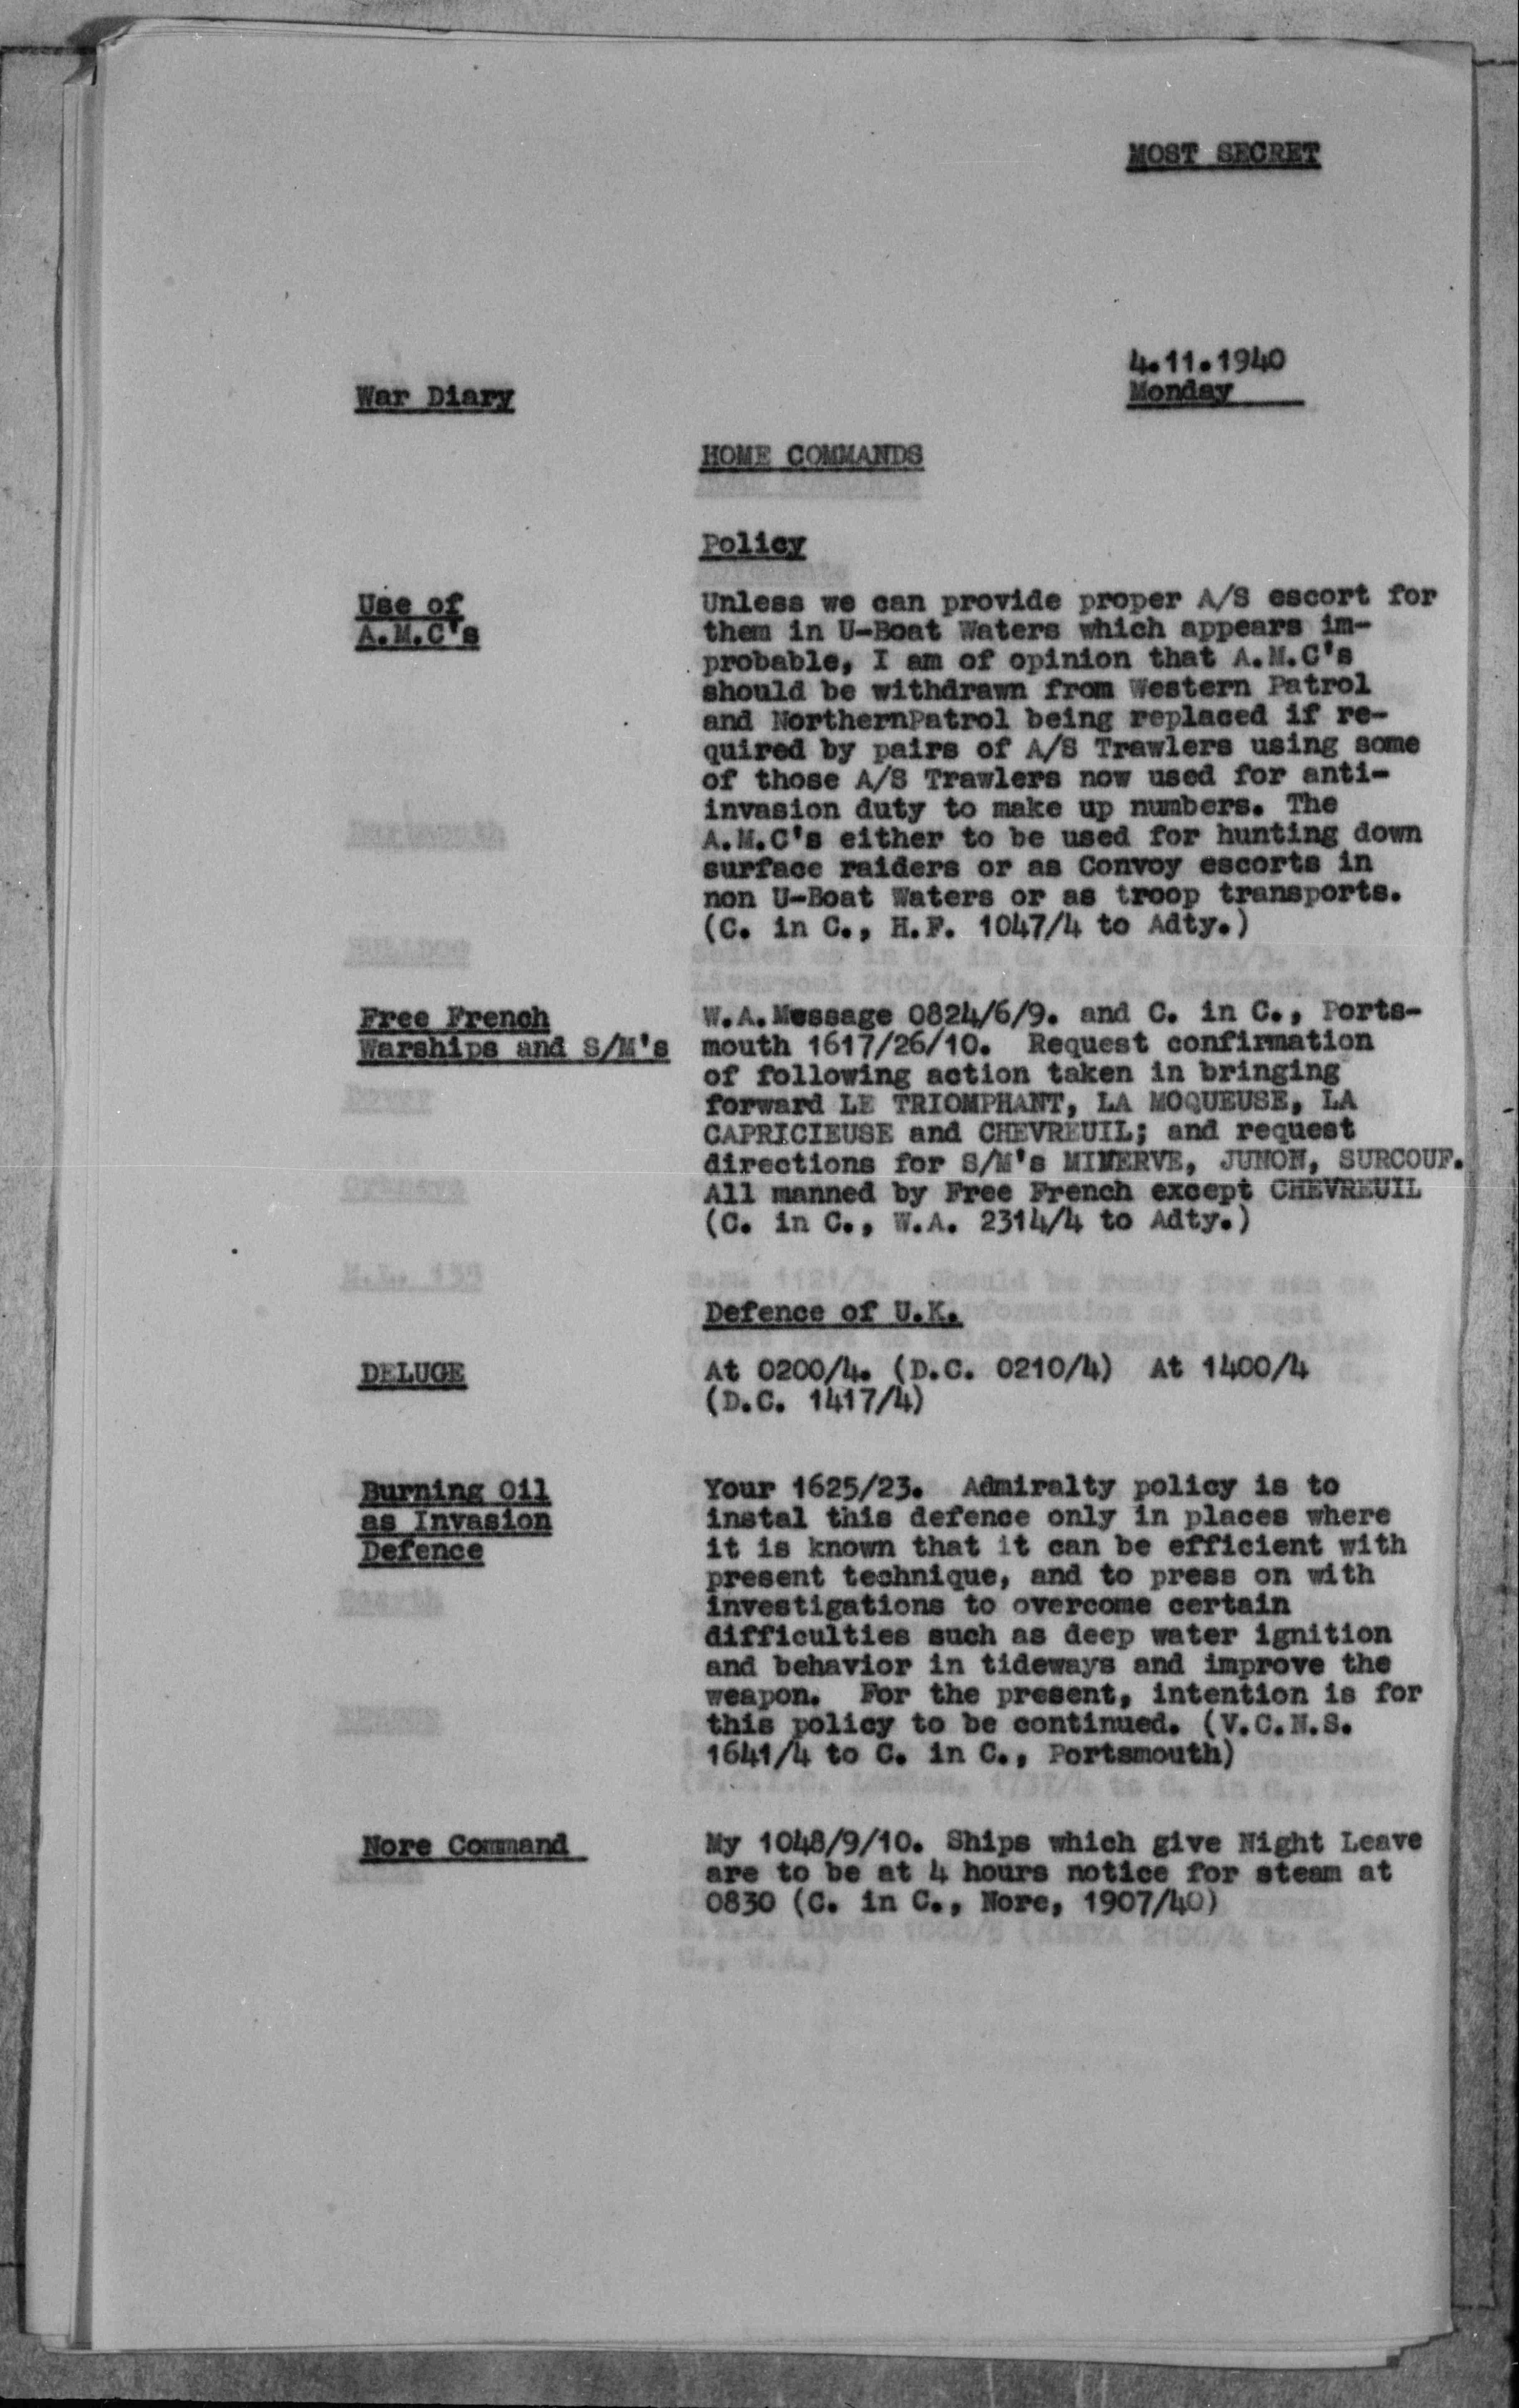 MOST SECRET
4.11.1940
War Diary
Monday
HOME COMMANDS
Policy
Use of
A.M.C's
Unless we can provide proper A/S escort for
them in U-Boat Waters which appears im-
probable, I am of opinion that A.M.C's
should be withdrawn from Western Patrol
and NorthernPatrol being replaced if re-
quired by pairs of A/S Trawlers using some
of those A/S Trawlers now used for anti-
invasion duty to make up numbers. The
A.M.C's either to be used for hunting down
surface raiders or as Convoy escorts in
non U-Boat Waters or as troop transports.
(C. in C., H.F. 1047/4 to Adty.)
Free French
Warships and S/M's
W.A.Message 0824/6/9. and C. in C., Ports-
mouth 1617/26/10. Request confirmation
of following action taken in bringing
forward LE TRIOMPHANT, LA MOQUEUSE, LA
CAPRICIEUSE and CHEVREUIL; and request
directions for S/M's MINERVE, JUNON, SURCOUF.
All manned by Free French except CHEVREUIL
(C. in C., W.A. 2314/4 to Adty.)
Defence of U.K.
DELUGE
At 0200/4. (D.C. 0210/4) At 1400/4
(D.C. 1417/4)
Burning Oil
as Invasion
Defence
Your 1625/23. Admiralty policy is to
instal this defence only in places where
it is known that it can be efficient with
present technique, and to press on with
investigations to overcome certain
difficulties such as deep water ignition
and behavior in tideways and improve the
weapon. For the present, intention is for
this policy to be continued. (V.C.N.S.
1641/4 to C. in C., Portsmouth)
Nore Command
My 1048/9/10. Ships which give Night Leave
are to be at 4 hours notice for steam at
0830 (C. in C., Nore, 1907/40)